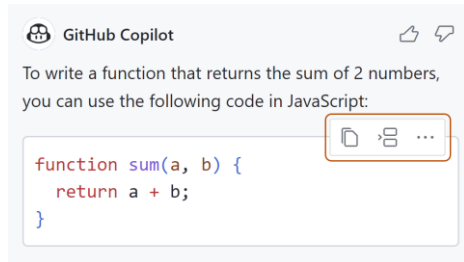 GitHub Copilot
To write a function that returns the sum of 2 numbers,
you can use the following code in JavaScript:
function sum(a, b) {
  return a + b;
}